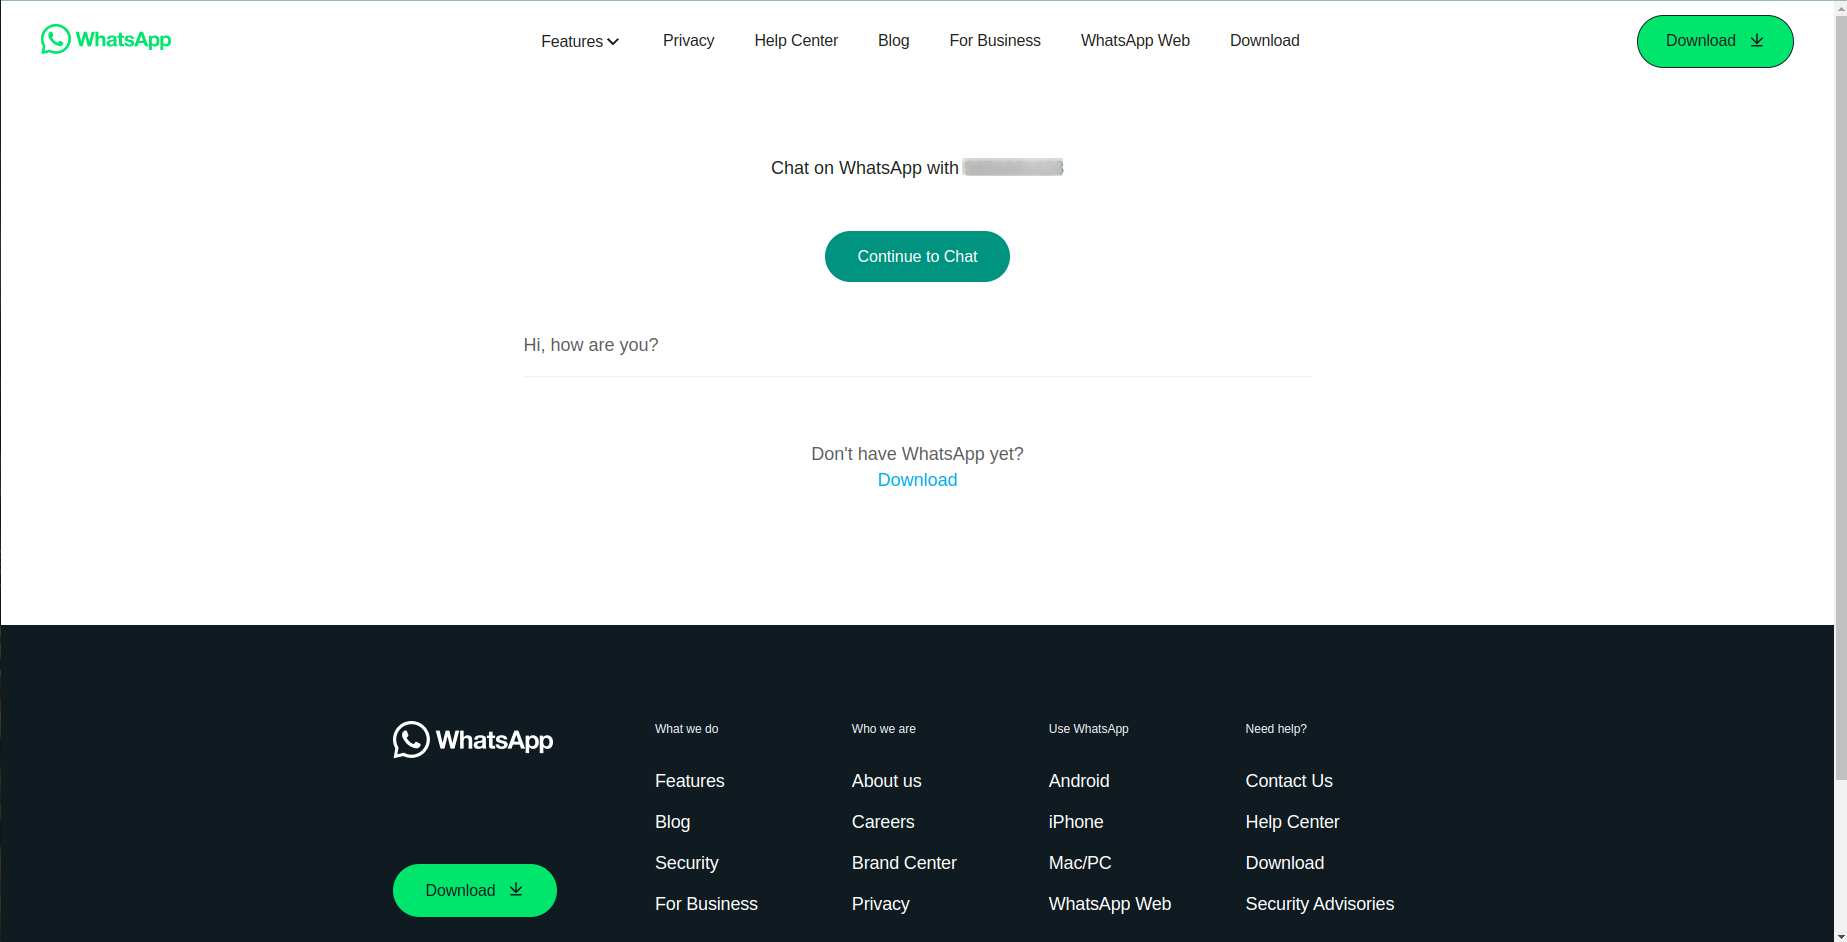 WhatsApp
Features Privacy Help Center Blog For Business WhatsApp Web Download
Download
Chat on WhatsApp with
Continue to Chat
Hi, how are you?
Don't have WhatsApp yet?
Download
WhatsApp
Download
What we do
Features
Blog
Security
For Business
Who we are
About us
Careers
Brand Center
Privacy
Use WhatsApp
Android
iPhone
Mac/PC
WhatsApp Web
Need help?
Contact Us
Help Center
Download
Security Advisories